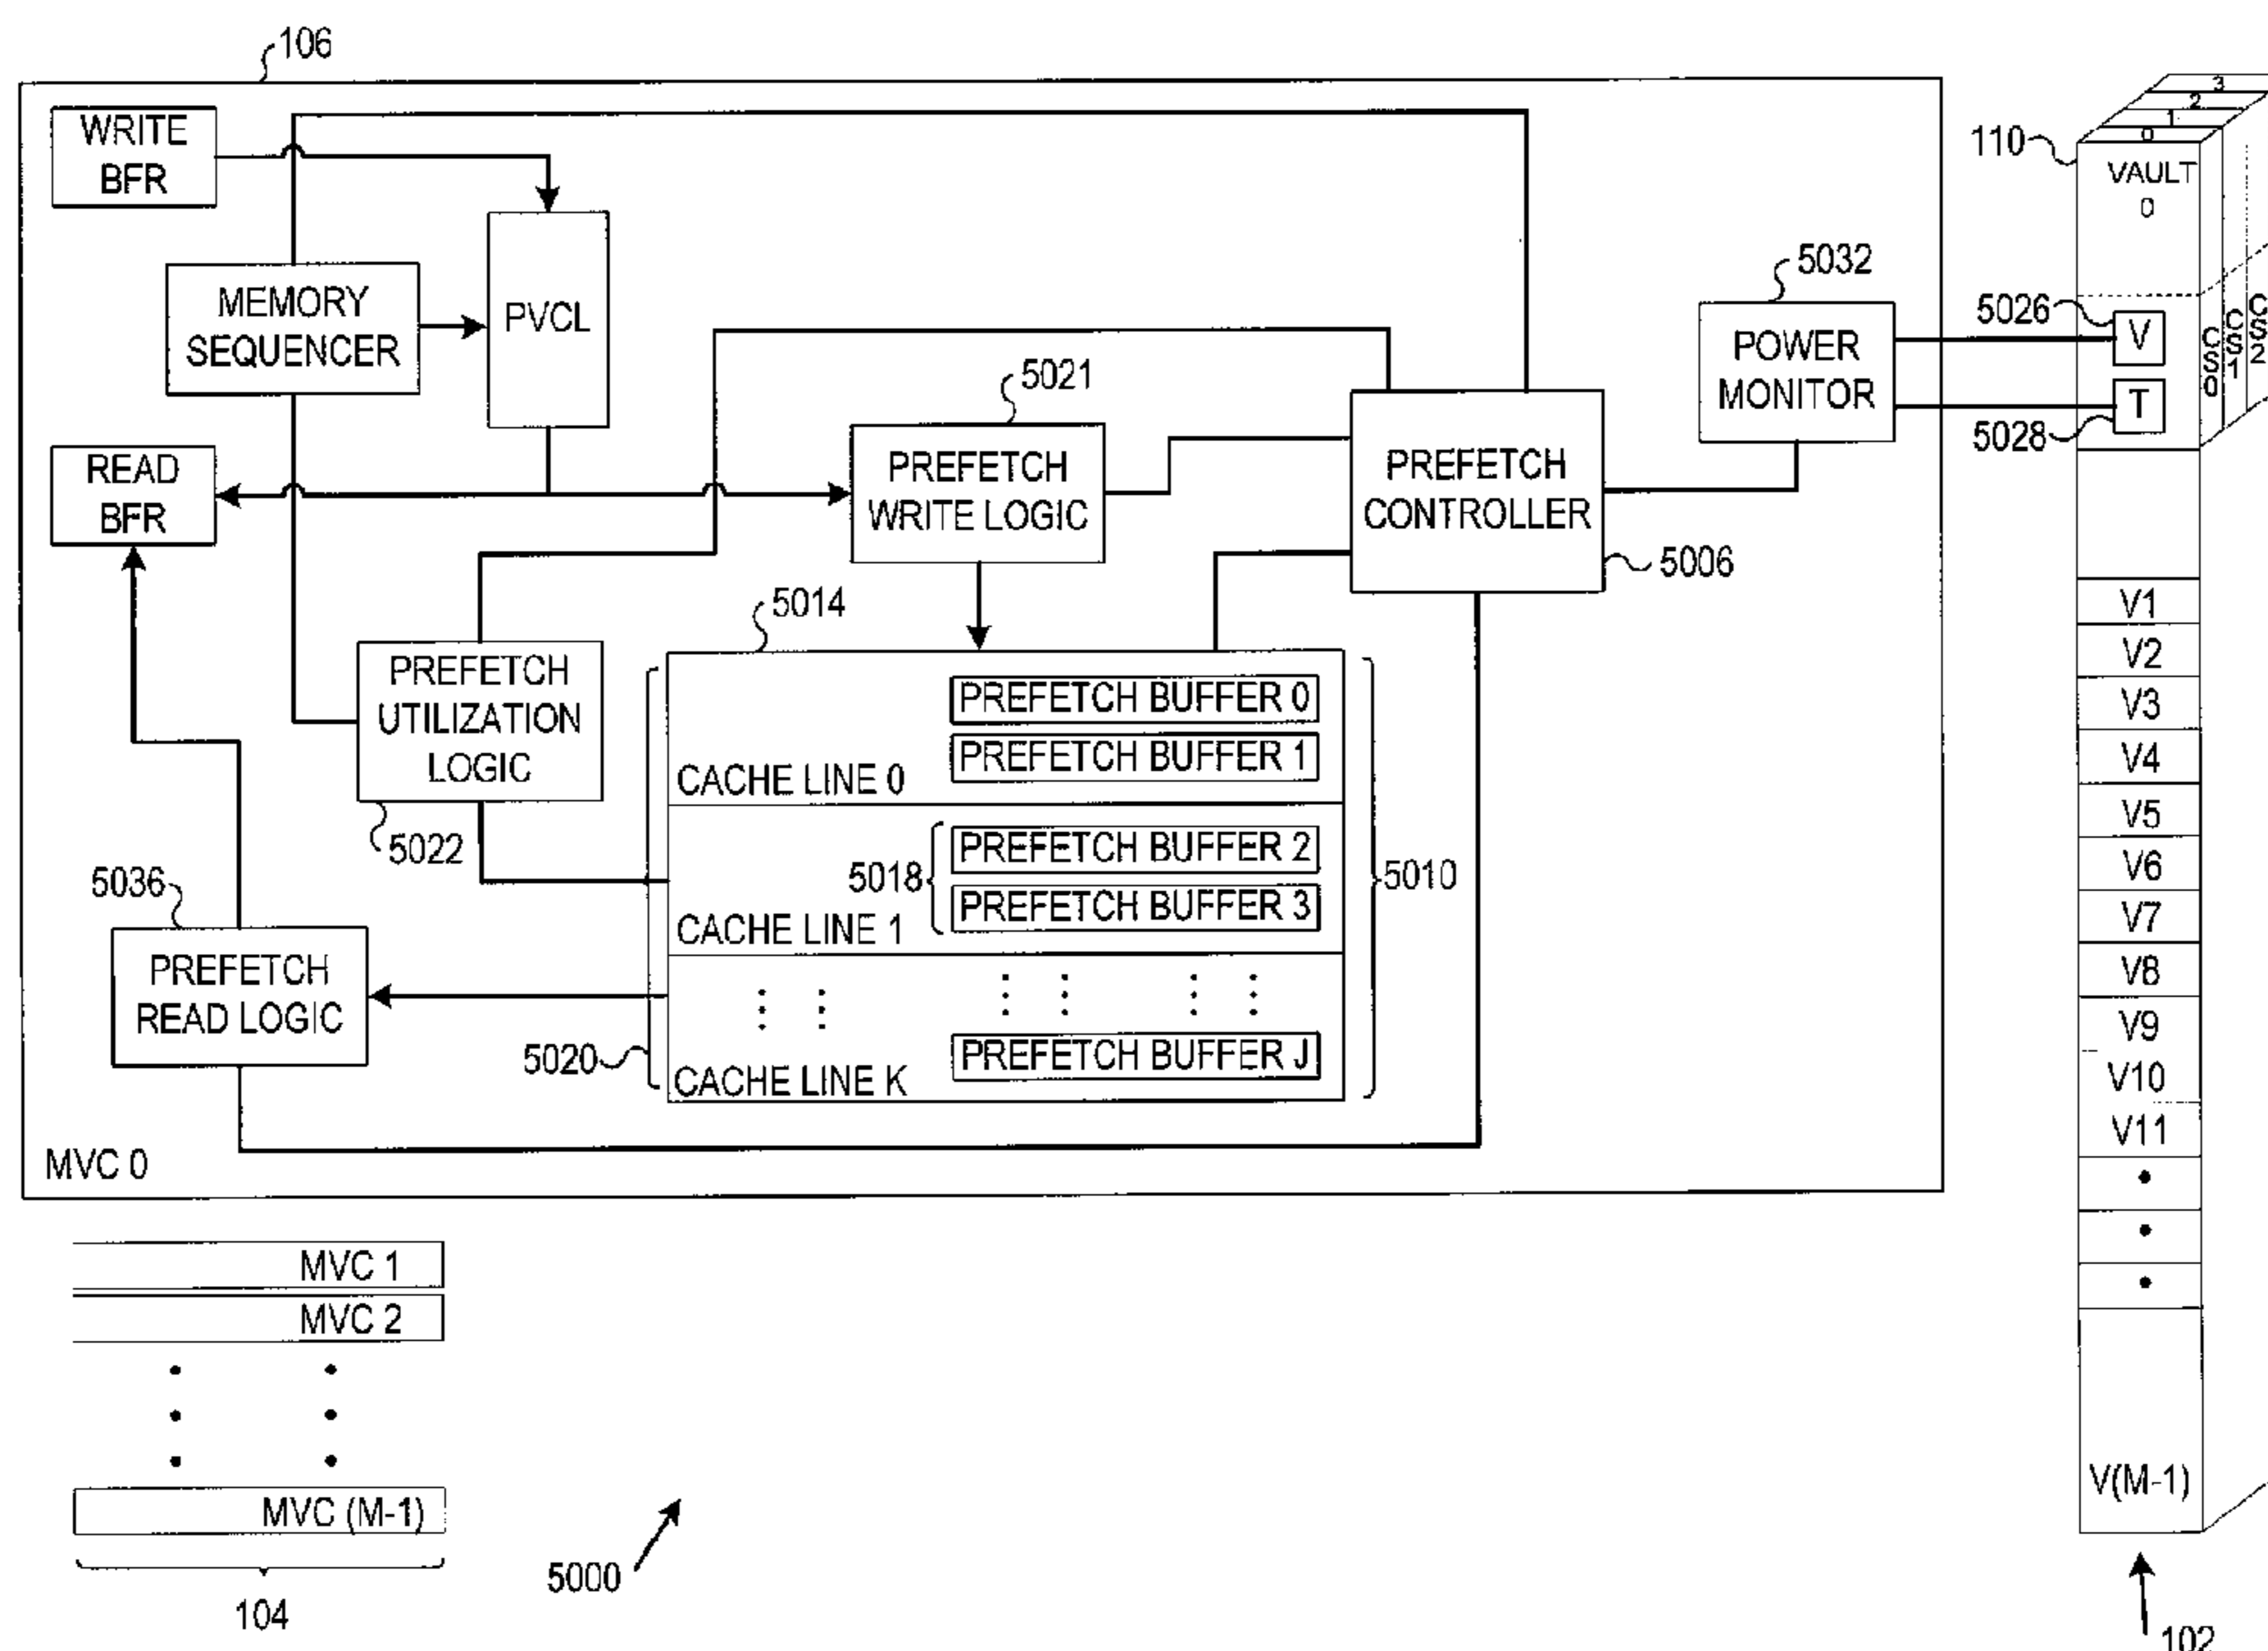 106
WRITE
BFR
MEMORY
SEQUENCER
PVCL
READ
BFR
5021
PREFETCH
WRITE LOGIC
PREFETCH
CONTROLLER
5006
5032
POWER
MONITOR
110
3
2
1
0
VAULT
0
5026
V
5028
T
CS0
CS1
CS2
PREFETCH
UTILIZATION
LOGIC
5022
5014
PREFETCH BUFFER 0
PREFETCH BUFFER 1
CACHE LINE 0
5018
PREFETCH BUFFER 2
PREFETCH BUFFER 3
CACHE LINE 1
5010
5036
PREFETCH
READ LOGIC
5020
PREFETCH BUFFER J
CACHE LINE K
MVC 0
V1
V2
V3
V4
V5
V6
V7
V8
V9
V10
V11
V(M-1)
MVC 1
MVC 2
MVC (M-1)
104
5000
102